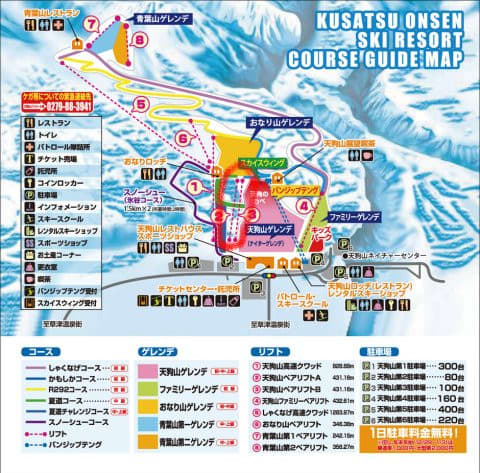 KUSATSU ONSEN
SKI RESORT
COURSE GUIDE MAP
青葉山レストラン
青葉山ゲレンデ
7
8
ケガ等についての緊急連絡先
0279-88-3941
レストラン
トイレ
パトロール詰話所
チケット売場
託児所
コインロッカー
駐車場
インフォメーション
スキースクール
レンタルスキーショップ
スポーツショップ
お土産コーナー
更衣室
喫茶
バンジップテング受付
スカイスウィング受付
5
6
おなり山ゲレンデ
天狗山展望喫茶
おなりロッヂ
スカイスウィング
バンジップテング
スノーシュー
(氷谷コース)
1.5km×2
1
2
3
4
天狗山レストハウス
スポーツショップ
天狗山ゲレンデ
(ナイターゲレンデ)
ファミリーゲレンデ
キッズ
パーク
天狗山ネイチャーセンター
チケットセンター・託児所
パトロール・
スキースクール
天狗山ロッヂ(レストラン)
レンタルスキーショップ
至草津温泉街
至草津温泉街
コース
しゃくなげコース
かもしかコース
R292コース
夏道コース
夏道チャレンジコース
スノーシューコース
リフト
バンジップテング
ゲレンデ
天狗山ゲレンデ
ファミリーゲレンデ
おなり山ゲレンデ
青葉山第一ゲレンデ
青葉山第二ゲレンデ
リフト
1 天狗山高速クワッド
2 天狗山ペアリフトA 431.16m
3 天狗山ペアリフトB 431.16m
4 天狗山ファミリーペアリフト
5 しゃくなげ高速クワッド
6 おなり山ペアリフト
7 青葉山第1ペアリフト
8 青葉山第2ペアリフト
駐車場
P1 天狗山第1駐車場 300台
P2 天狗山第2駐車場 80台
P3 天狗山第3駐車場 100台
P4 天狗山第4駐車場 160台
P5 天狗山第5駐車場 400台
P6 天狗山第6駐車場 220台
1日駐車料金無料!